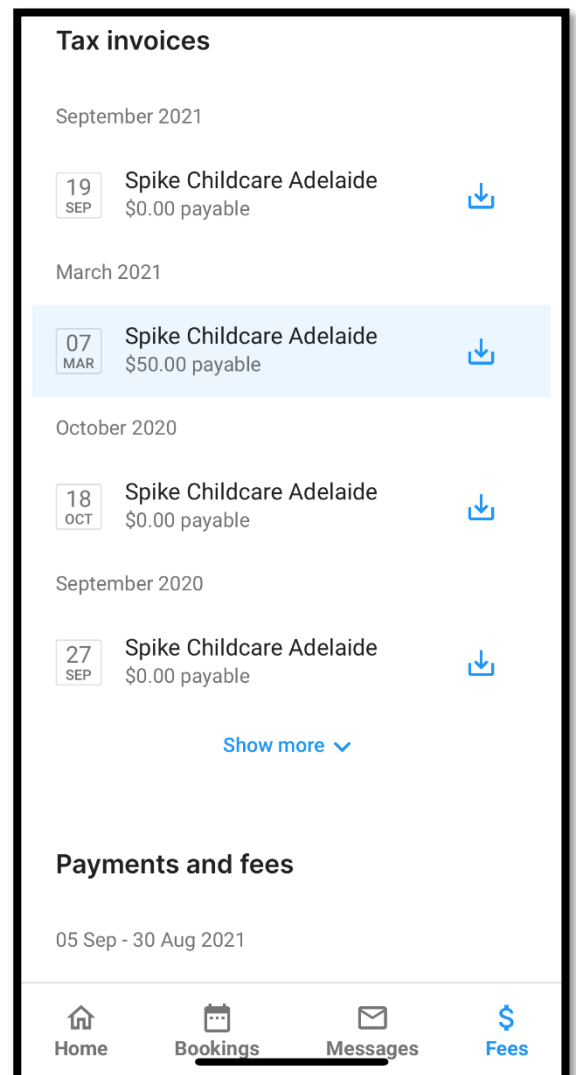 Tax invoices
September 2021
19
SEP
Spike Childcare Adelaide
$0.00 payable
March 2021
07
MAR
Spike Childcare Adelaide
$50.00 payable
October 2020
18
OCT
Spike Childcare Adelaide
$0.00 payable
September 2020
27
SEP
Spike Childcare Adelaide
$0.00 payable
Show more
Payments and fees
05 Sep - 30 Aug 2021
Home
Bookings
Messages
$
Fees